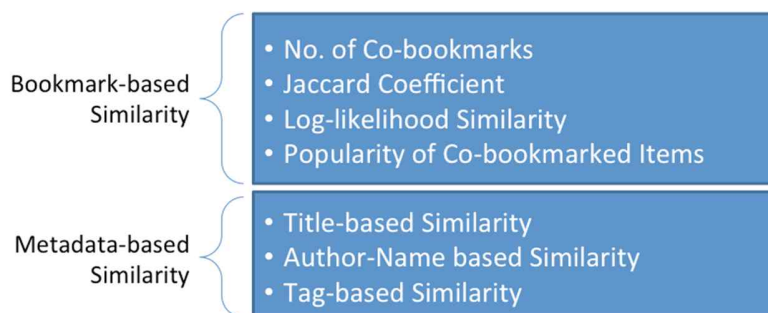 Bookmark-based
Similarity
• No. of Co-bookmarks
• Jaccard Coefficient
• Log-likelihood Similarity
• Popularity of Co-bookmarked Items
Metadata-based
Similarity
• Title-based Similarity
• Author-Name based Similarity
• Tag-based Similarity